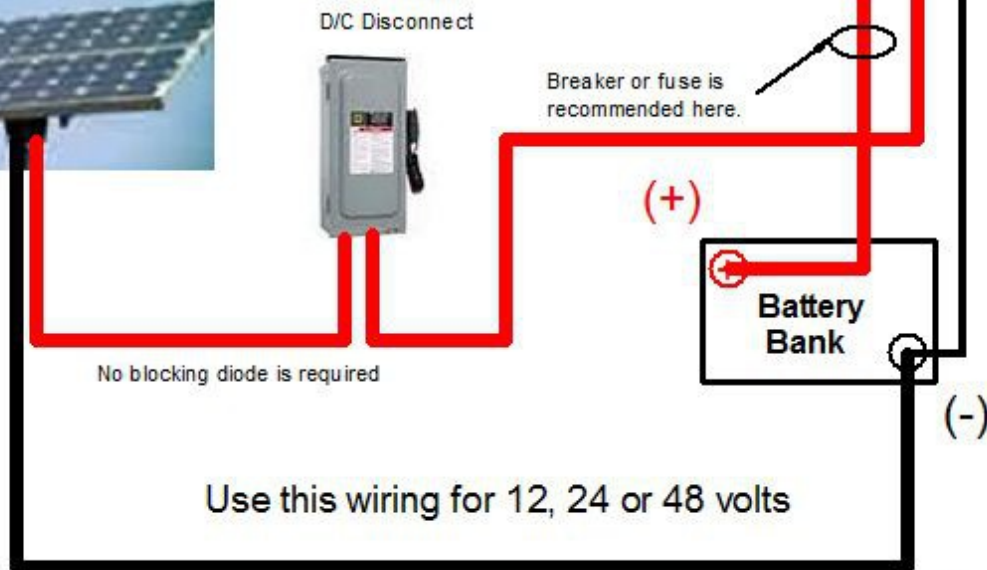 D/C Disconnect
Breaker or fuse is
recommended here.
(+)
+
Battery
Bank
-
(-)
No blocking diode is required
Use this wiring for 12, 24 or 48 volts